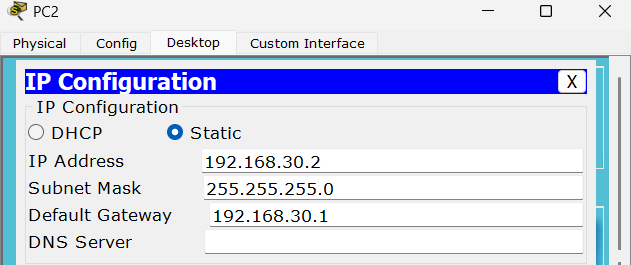 PC2
Physical Config Desktop Custom Interface
IP Configuration X
IP Configuration
DHCP Static
IP Address 192.168.30.2
Subnet Mask 255.255.255.0
Default Gateway 192.168.30.1
DNS Server